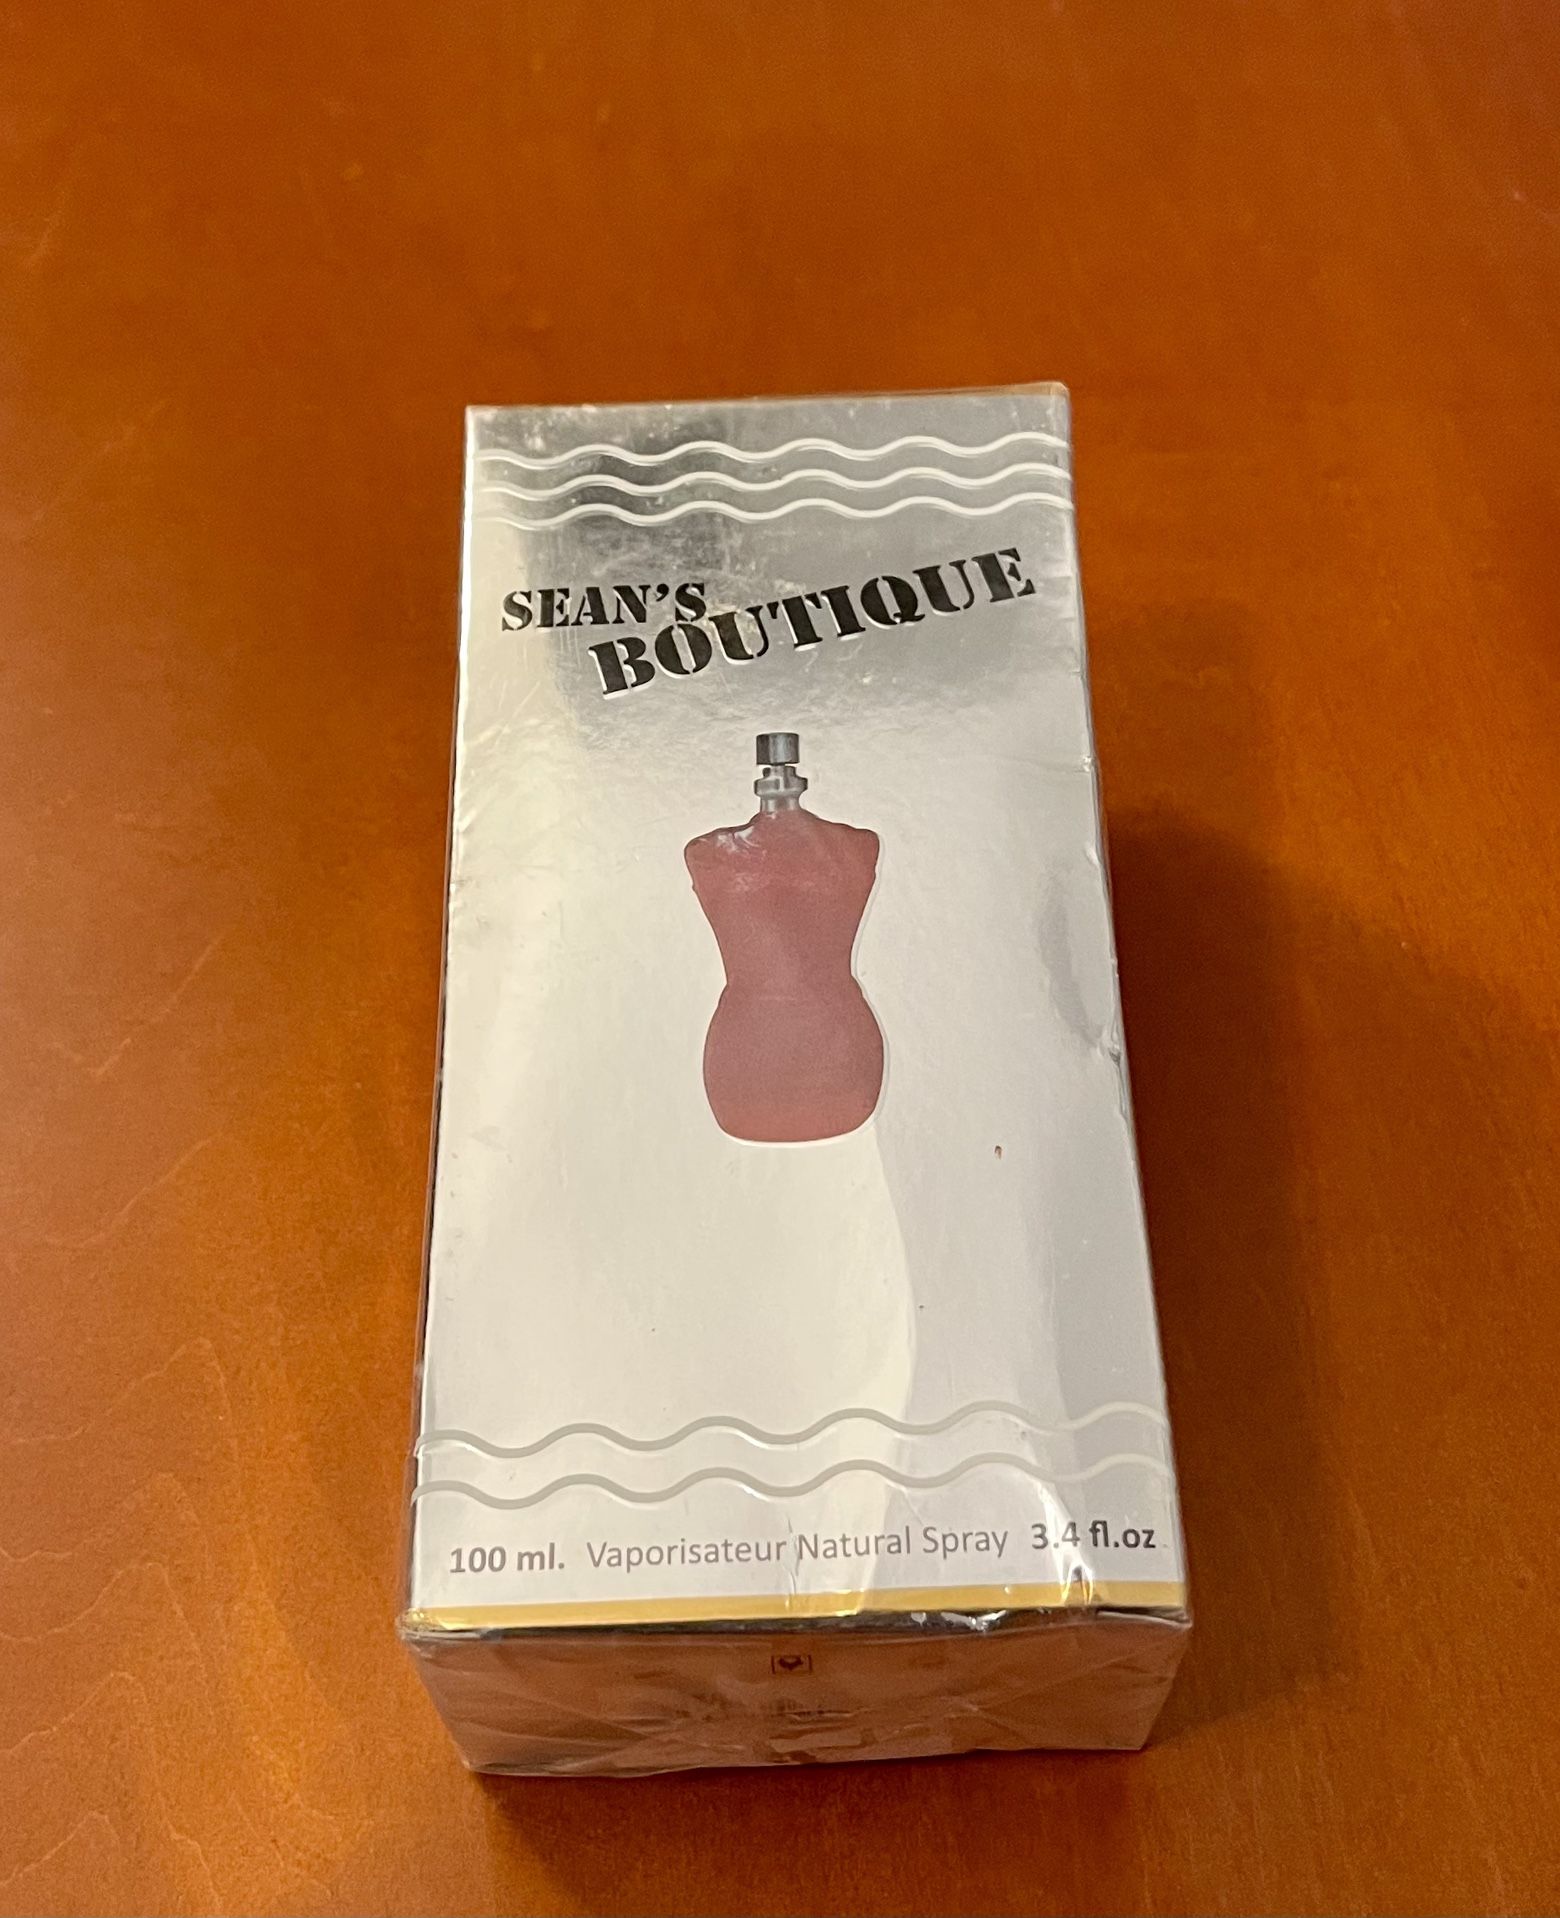 SEAN'S
BOUTIQUE
100 ml. Vaporisateur Natural Spray 3.4 fl.oz